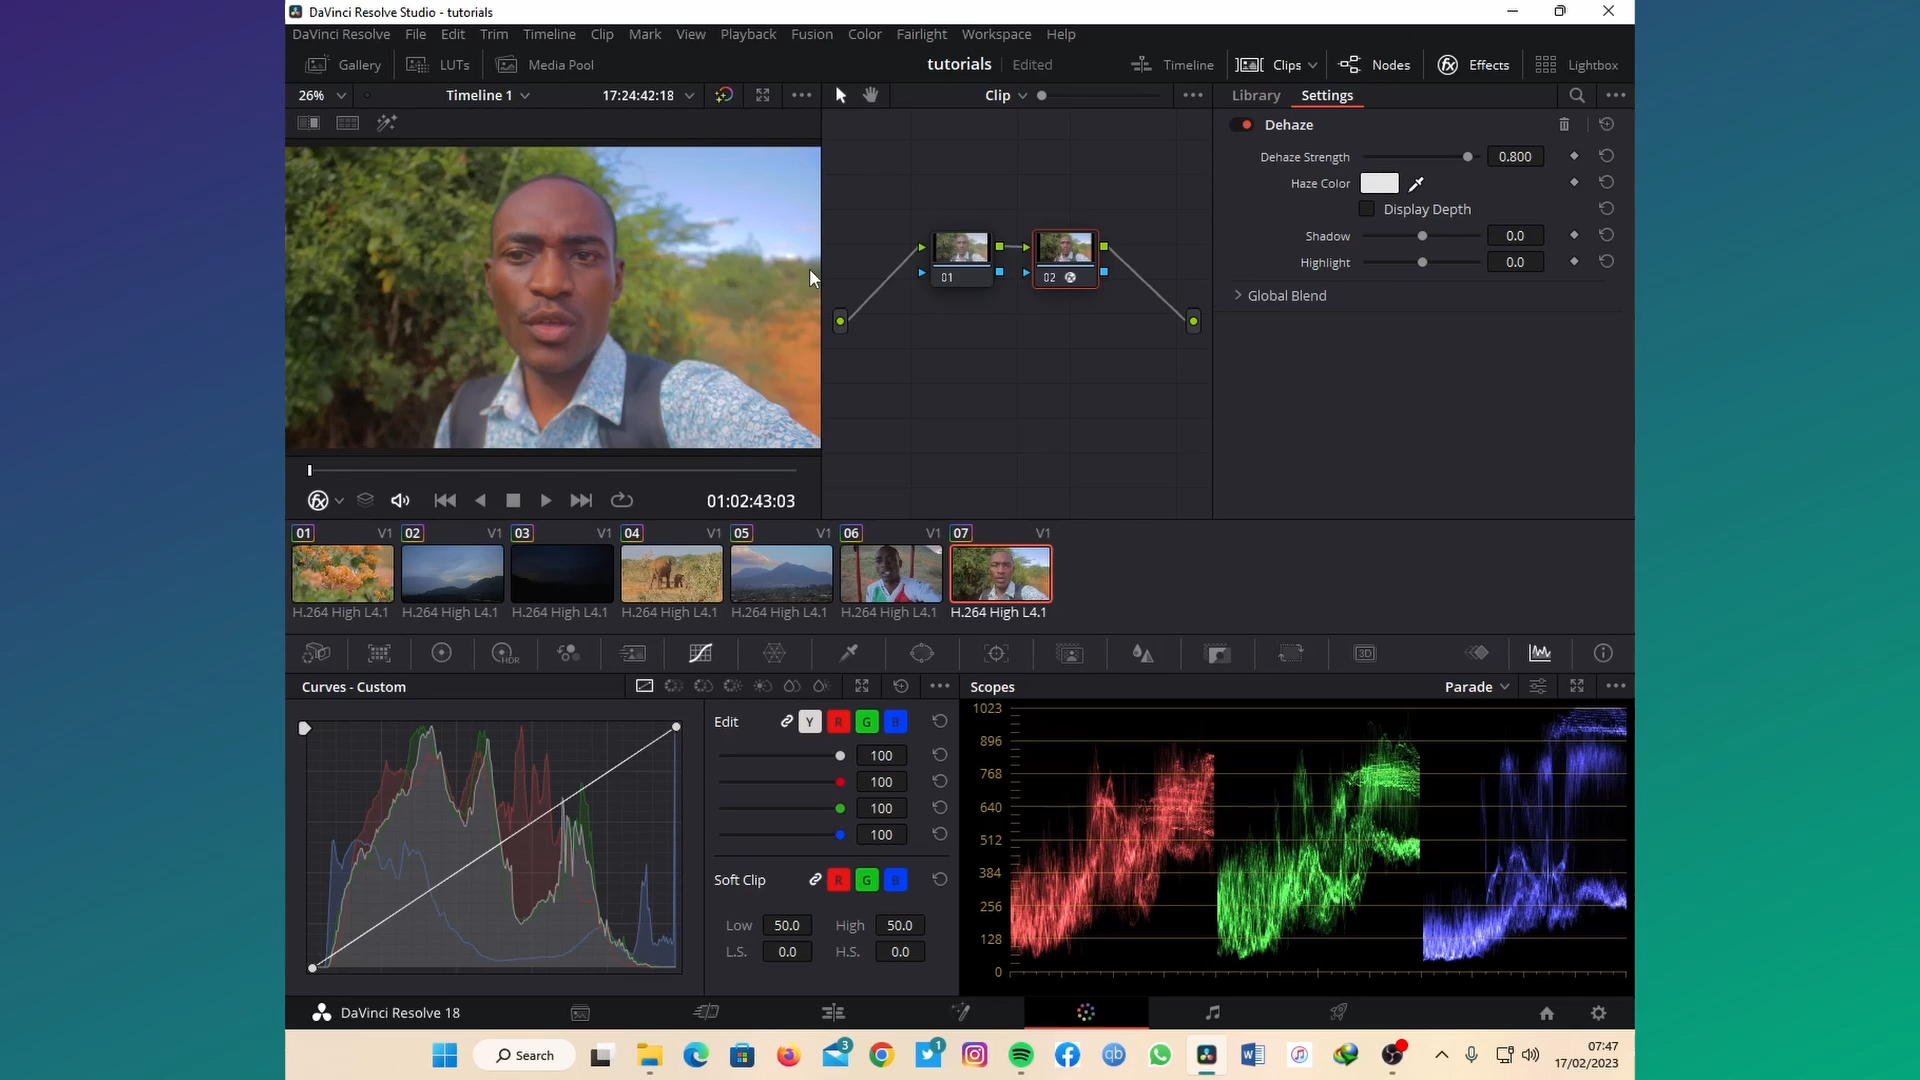 DaVinci Resolve Studio - tutorials
DaVinci Resolve File Edit Trim Timeline Clip Mark View Playback Fusion Color Fairlight Workspace Help
Gallery LUTs Media Pool tutorials Edited Timeline Clips Nodes Effects Lightbox
26% Timeline 1 17:24:42:18 Clip Library Settings
Dehaze
Dehaze Strength 0.800
Haze Color
Display Depth
Shadow 0.0
Highlight 0.0
Global Blend
01 02
01:02:43:03
01 V1 02 V1 03 V1 04 V1 05 V1 06 V1 07 V1
H.264 High L4.1 H.264 High L4.1 H.264 High L4.1 H.264 High L4.1 H.264 High L4.1 H.264 High L4.1 H.264 High L4.1
HDR 3D
Curves - Custom
Edit Y R G B
100
100
100
100
Soft Clip R G B
Low 50.0 High 50.0
L.S. 0.0 H.S. 0.0
Scopes Parade
1023
896
768
640
512
384
256
128
0
DaVinci Resolve 18
Search 3 1 qb W
07:47
17/02/2023